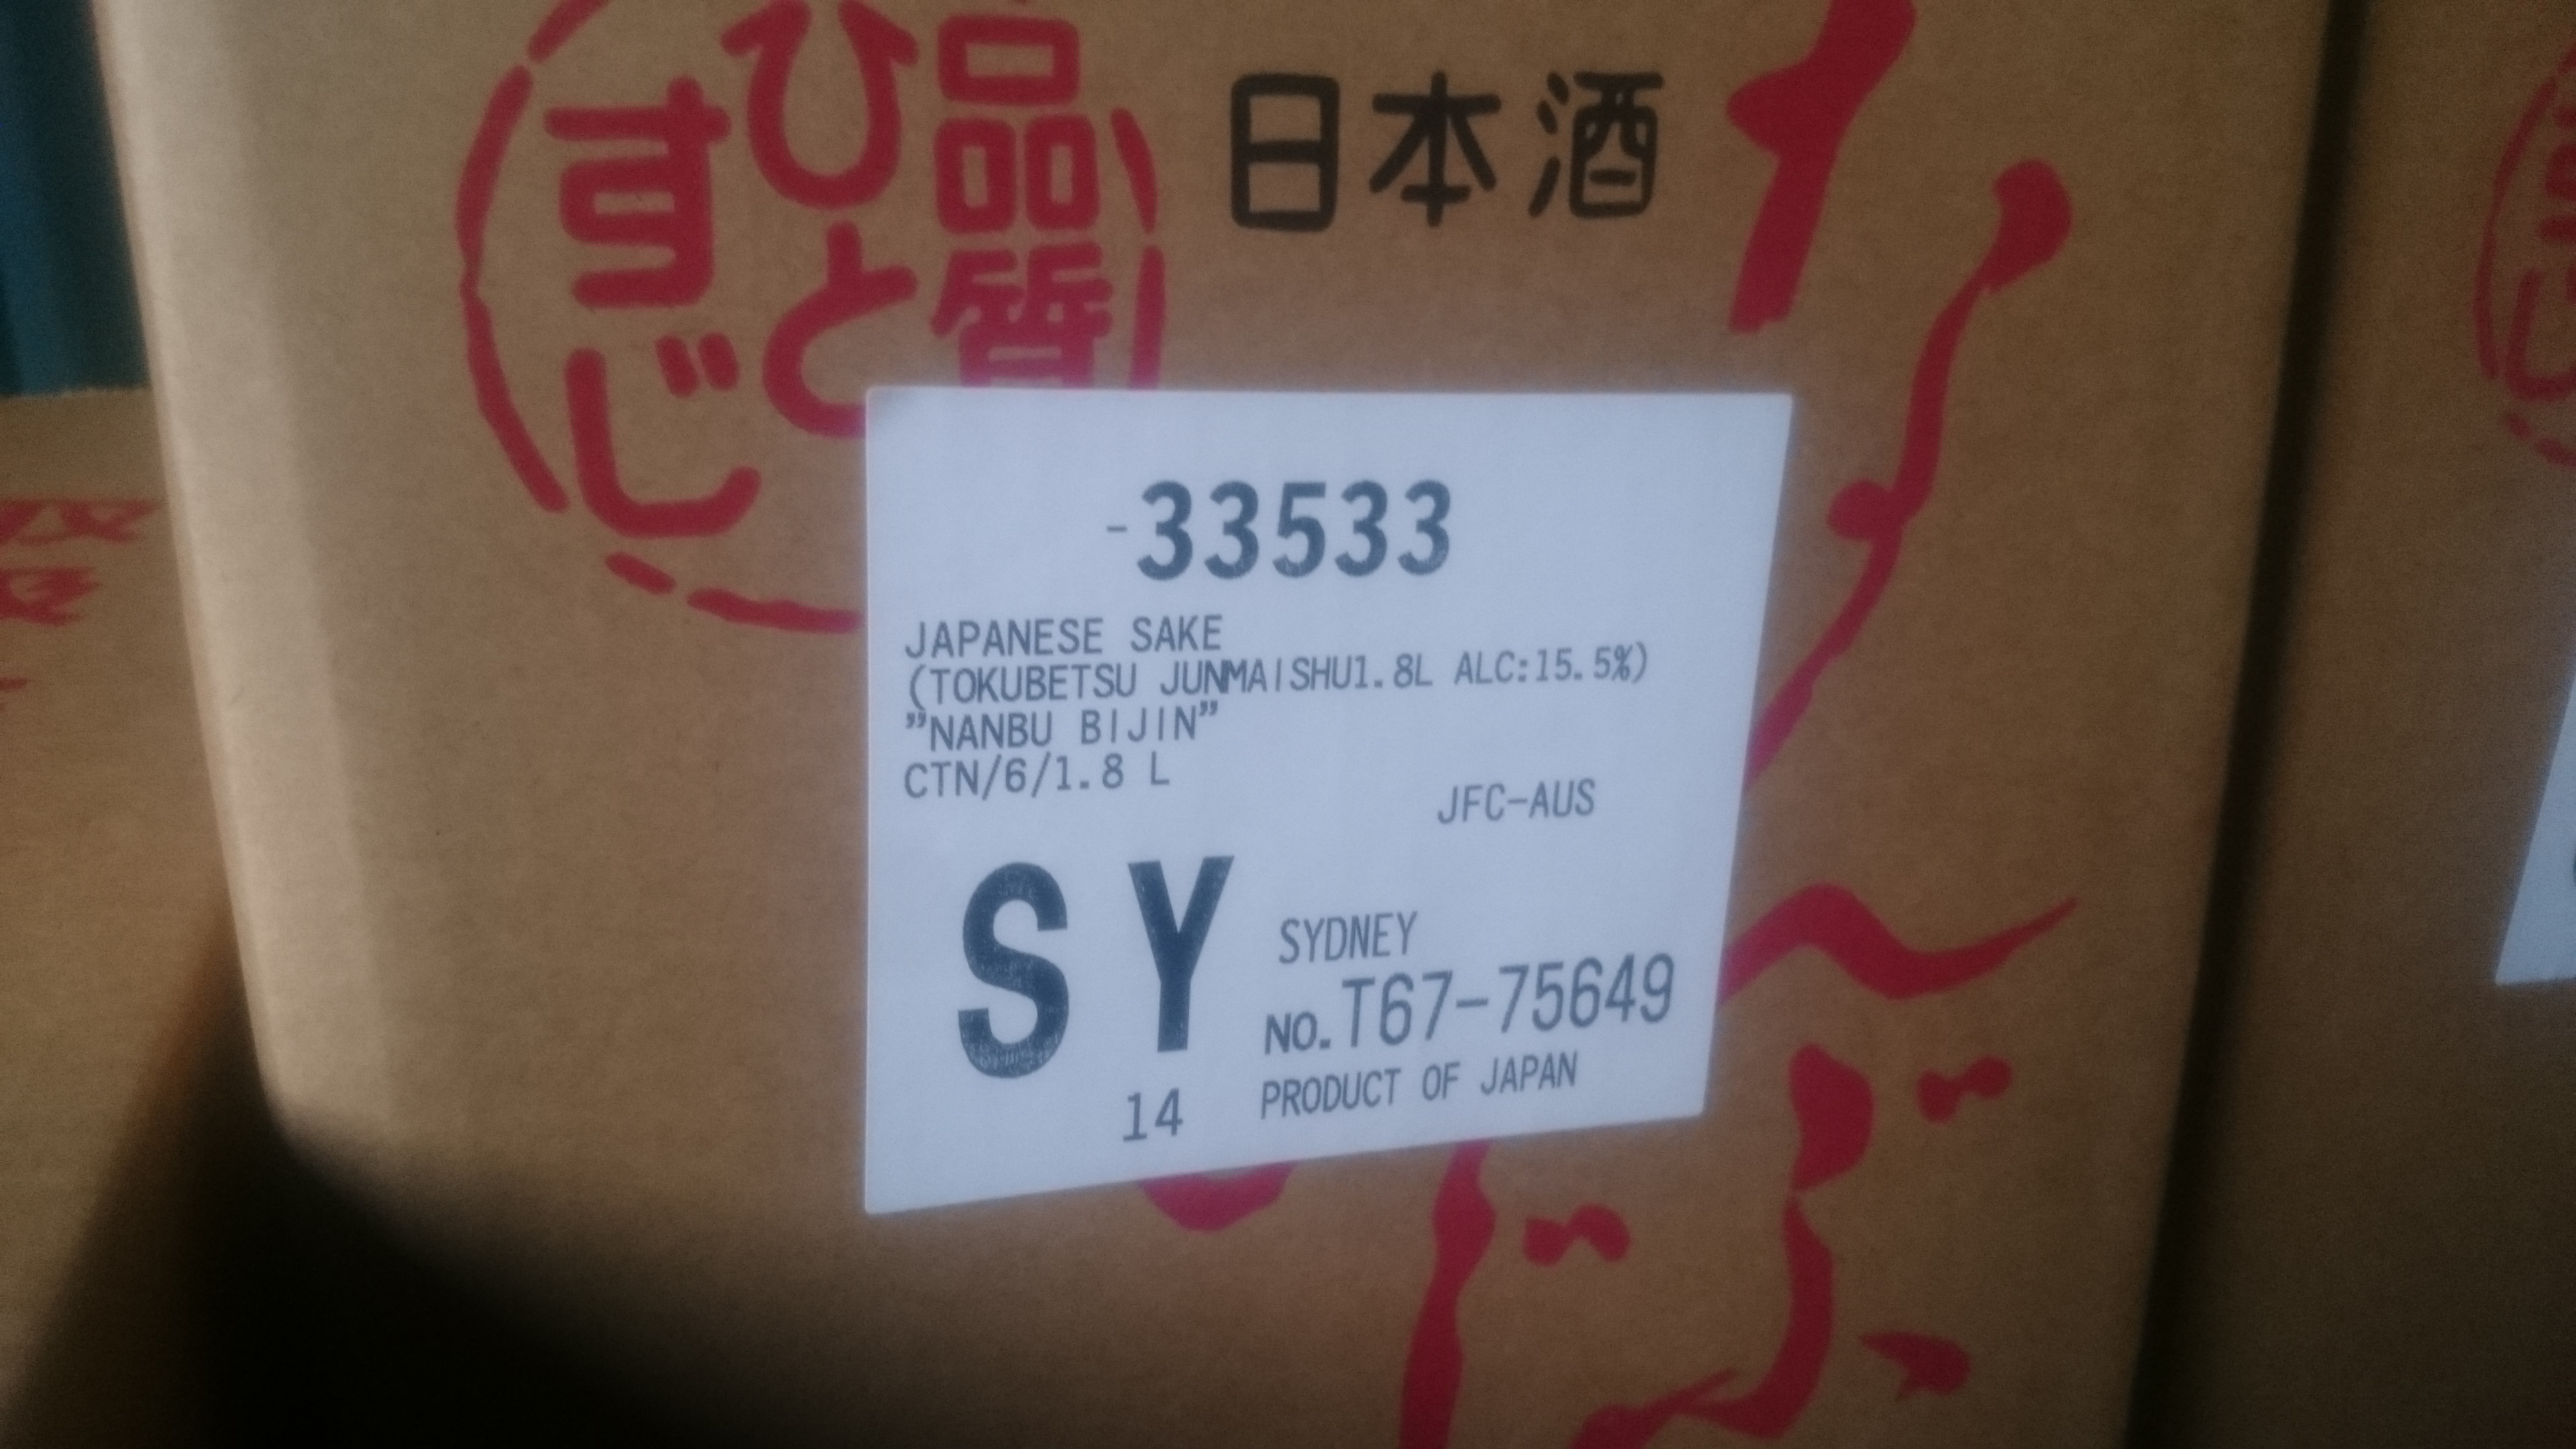 品質
ひと
すじ
日本酒
-33533
JAPANESE SAKE
(TOKUBETSU JUNMAISHU1.8L ALC:15.5%)
”NANBU BIJIN”
CTN/6/1.8 L
JFC-AUS
SY
SYDNEY
NO.T67-75649
14
PRODUCT OF JAPAN